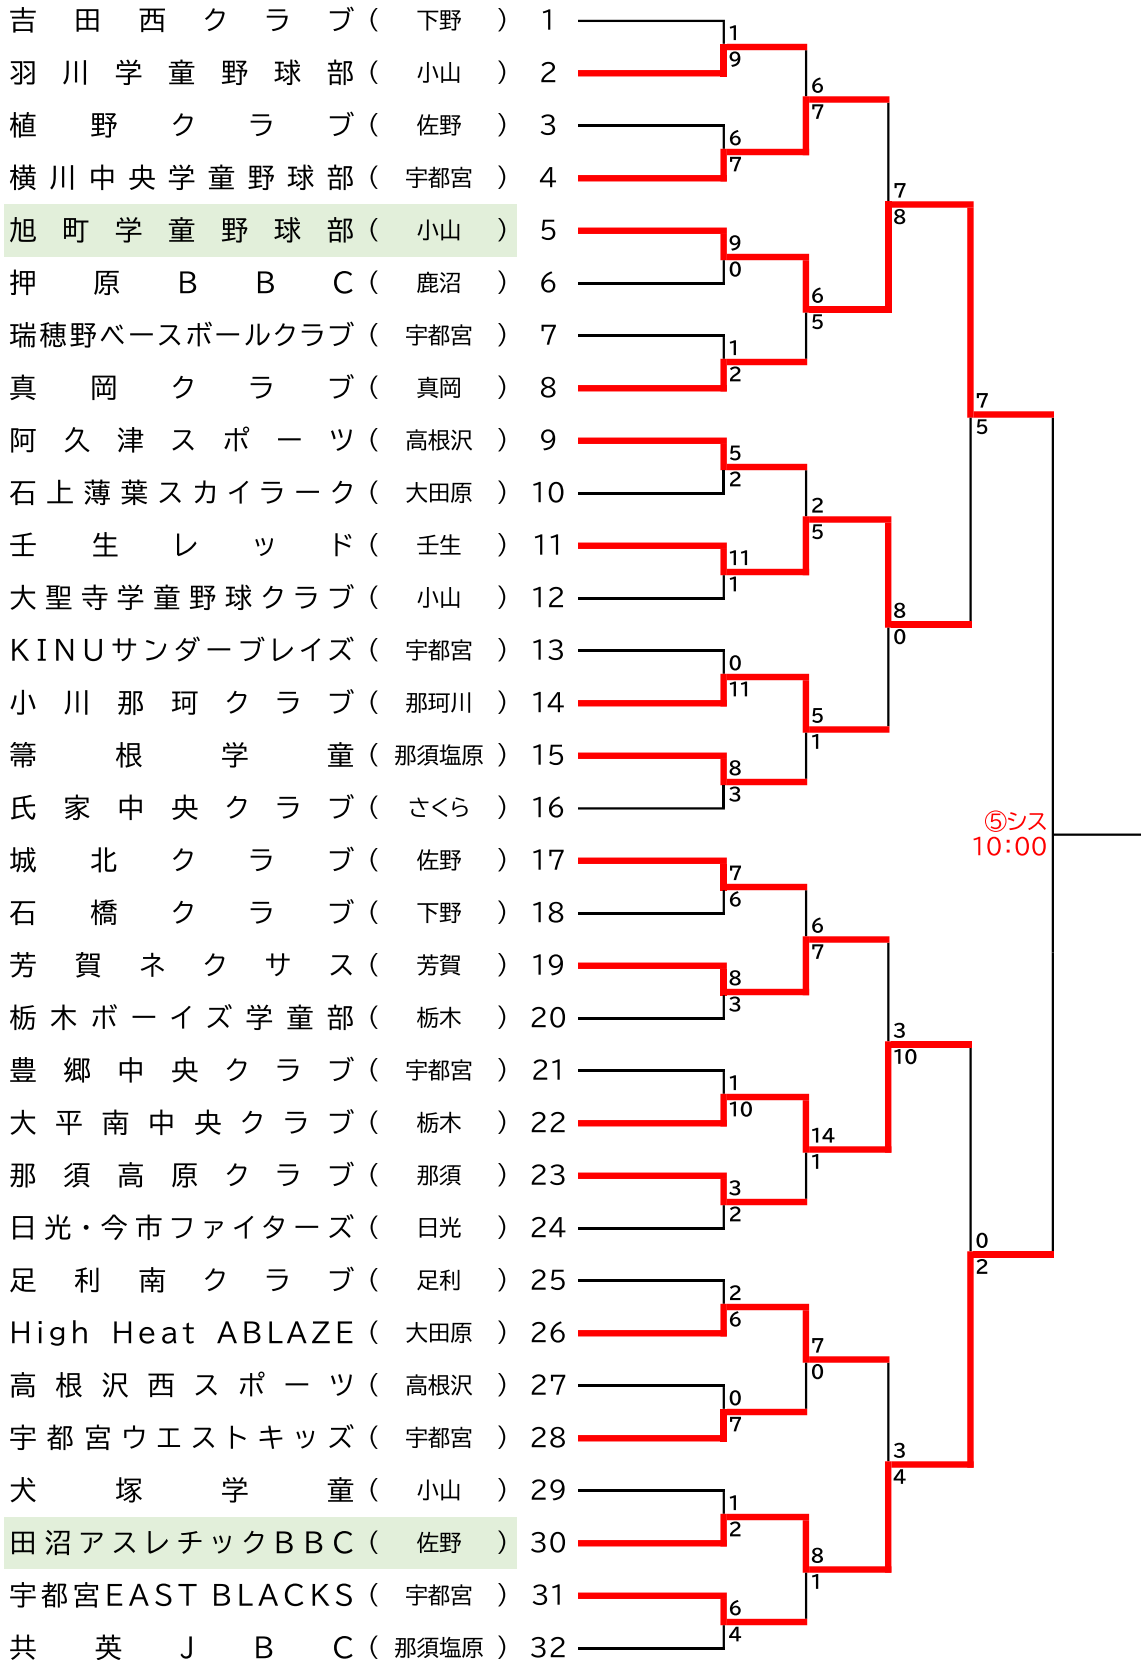 吉田西クラブ（ 下野 ） 1
羽川学童野球部（ 小山 ） 2
植野クラブ（ 佐野 ） 3
横川中央学童野球部（ 宇都宮 ） 4
旭町学童野球部（ 小山 ） 5
押原ＢＢＣ（ 鹿沼 ） 6
瑞穂野ベースボールクラブ（ 宇都宮 ） 7
真岡クラブ（ 真岡 ） 8
阿久津スポーツ（ 高根沢 ） 9
石上薄葉スカイラーク（ 大田原 ） 10
壬生レッド（ 壬生 ） 11
大聖寺学童野球クラブ（ 小山 ） 12
KINUサンダーブレイズ（ 宇都宮 ） 13
小川那珂クラブ（ 那珂川 ） 14
箒根学童（ 那須塩原 ） 15
氏家中央クラブ（ さくら ） 16
城北クラブ（ 佐野 ） 17
石橋クラブ（ 下野 ） 18
芳賀ネクサス（ 芳賀 ） 19
栃木ボーイズ学童部（ 栃木 ） 20
豊郷中央クラブ（ 宇都宮 ） 21
大平南中央クラブ（ 栃木 ） 22
那須高原クラブ（ 那須 ） 23
日光・今市ファイターズ（ 日光 ） 24
足利南クラブ（ 足利 ） 25
High Heat ABLAZE（ 大田原 ） 26
高根沢西スポーツ（ 高根沢 ） 27
宇都宮ウエストキッズ（ 宇都宮 ） 28
犬塚学童（ 小山 ） 29
田沼アスレチックＢＢＣ（ 佐野 ） 30
宇都宮EAST BLACKS（ 宇都宮 ） 31
共英ＪＢＣ（ 那須塩原 ） 32
1
9
6
7
9
0
1
2
5
2
11
1
0
11
8
3
7
6
8
3
1
10
3
2
2
6
0
7
1
2
6
4
6
7
6
5
2
5
5
1
6
7
14
1
7
0
8
1
7
8
8
0
3
10
3
4
7
5
0
2
⑤シス
10：00